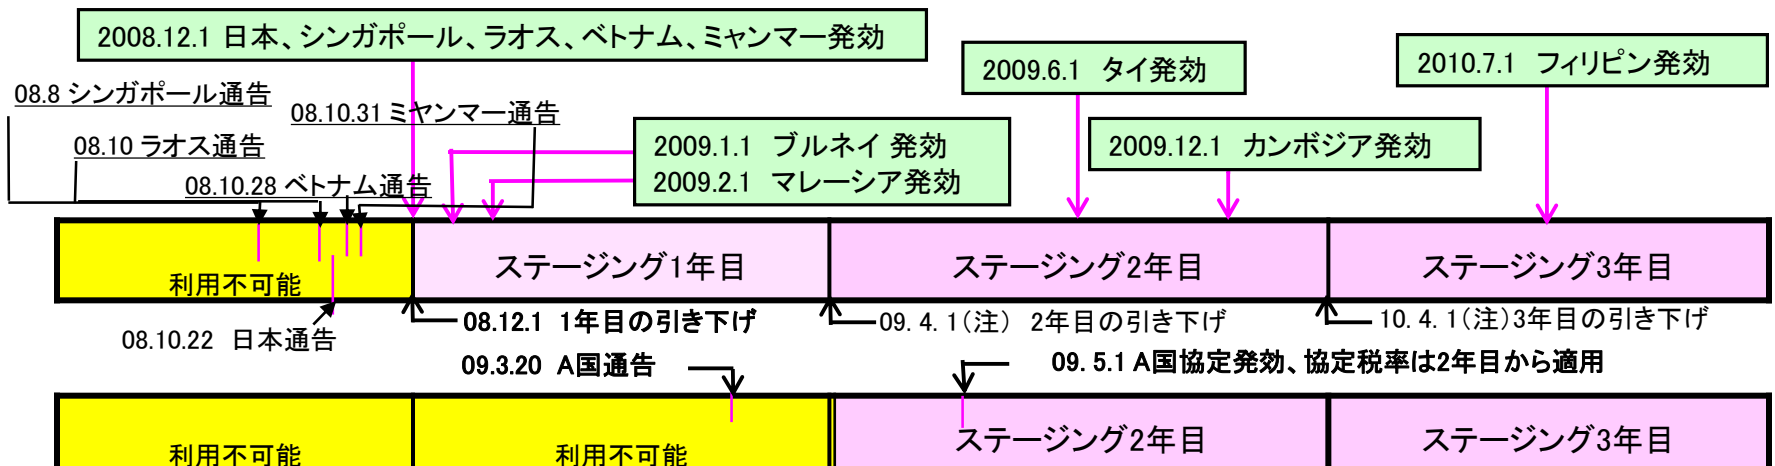 2008.12.1 日本、シンガポール、ラオス、ベトナム、ミャンマー発効
2009.6.1 タイ発効
2010.7.1 フィリピン発効
08.8 シンガポール通告
08.10.31 ミヤンマー通告
08.10 ラオス通告
2009.1.1 ブルネイ 発効
2009.2.1 マレーシア発効
2009.12.1 カンボジア発効
08.10.28 ベトナム通告
利用不可能
ステージング1年目
ステージング2年目
ステージング3年目
08.10.22 日本通告
08.12.1 1年目の引き下げ
09. 4. 1(注) 2年目の引き下げ
10. 4. 1(注)3年目の引き下げ
09.3.20 A国通告
09. 5.1 A国協定発効、協定税率は2年目から適用
利用不可能
利用不可能
ステージング2年目
ステージング3年目